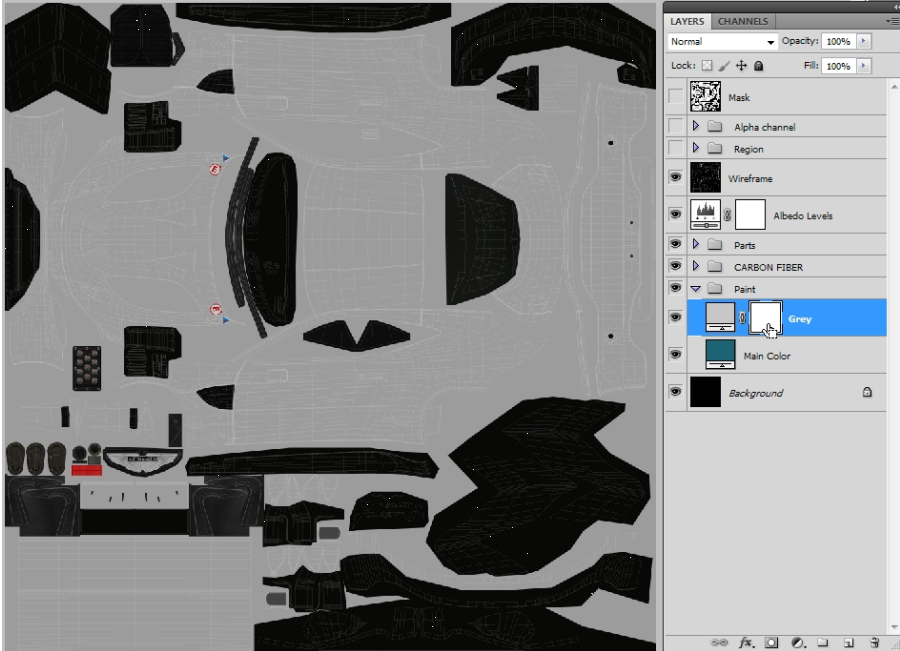 LAYERS CHANNELS
Normal Opacity: 100%
Lock: Fill: 100%
Mask
Alpha channel
Region
Wireframe
Albedo Levels
Parts
CARBON FIBER
Paint
Grey
Main Color
Background
E
E
fx.